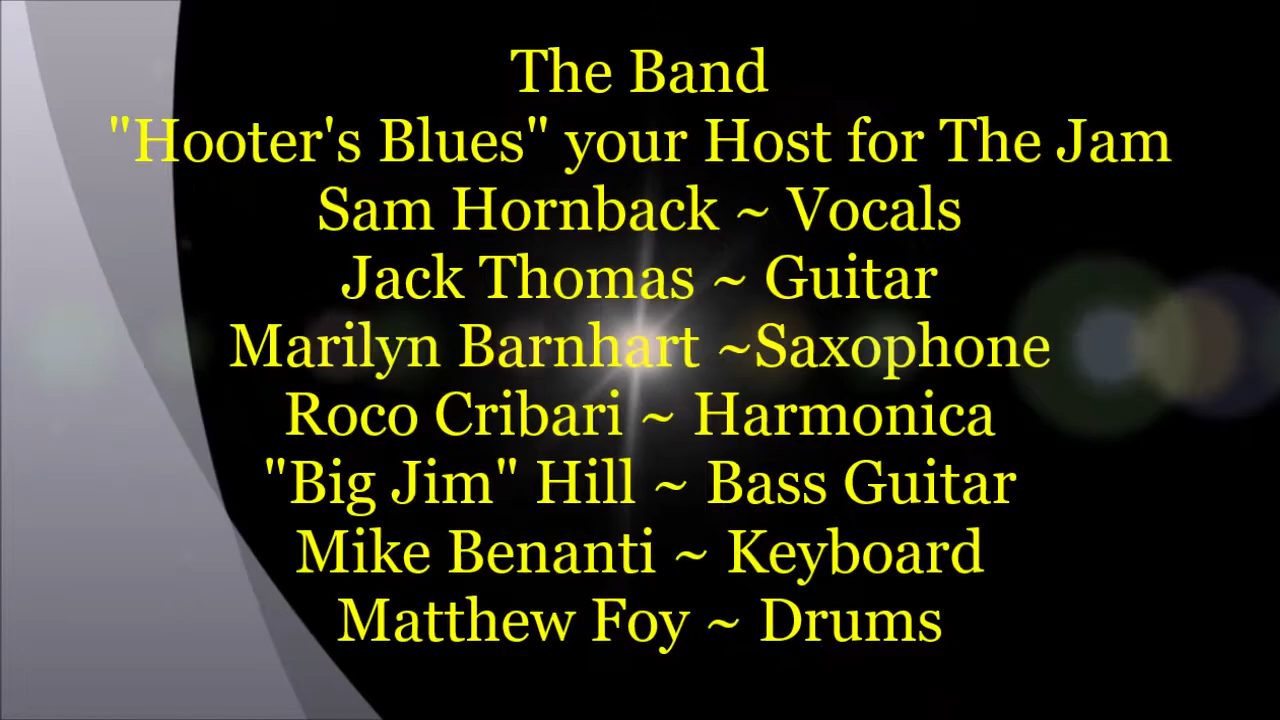 The Band
"Hooter's Blues" your Host for The Jam
Sam Hornback ~ Vocals
Jack Thomas ~ Guitar
Marilyn Barnhart ~Saxophone
Roco Cribari ~ Harmonica
"Big Jim" Hill ~ Bass Guitar
Mike Benanti ~ Keyboard
Matthew Foy ~ Drums